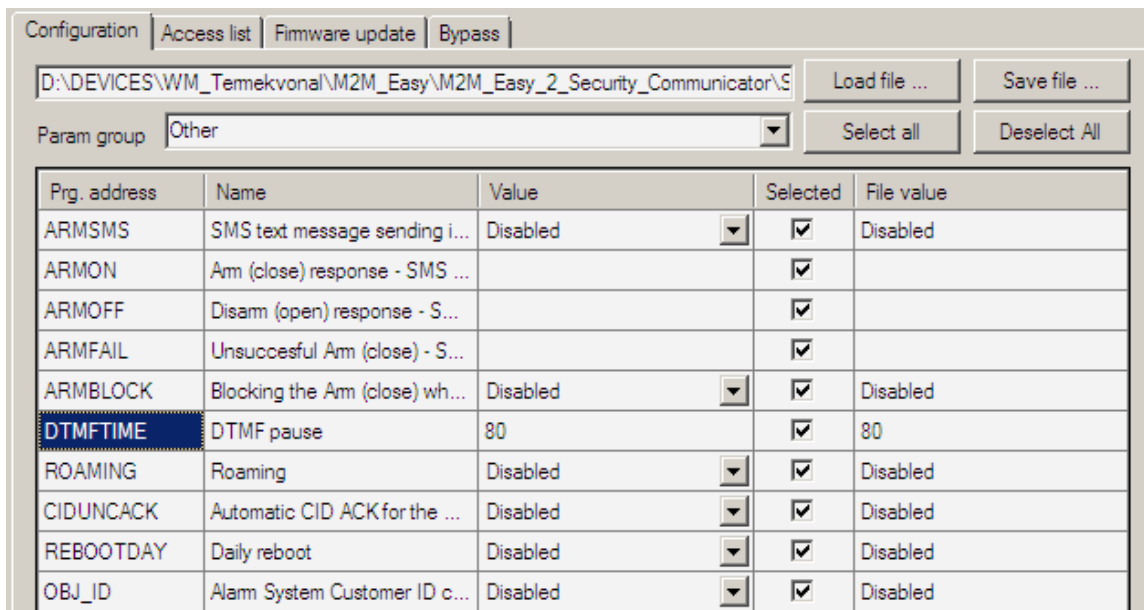 Configuration Access list Firmware update Bypass
D:\DEVICES\WM_Termekvonal\M2M_Easy\M2M_Easy_2_Security_Communicator\S Load file ... Save file ...
Param group Other Select all Deselect All
Prg. address Name Value Selected File value
ARMSMS SMS text message sending i... Disabled Disabled
ARMON Arm (close) response - SMS ...
ARMOFF Disarm (open) response - S...
ARMFAIL Unsuccesful Arm (close) - S...
ARMBLOCK Blocking the Arm (close) wh... Disabled Disabled
DTMFTIME DTMF pause 80 80
ROAMING Roaming Disabled Disabled
CIDUNCACK Automatic CID ACK for the ... Disabled Disabled
REBOOTDAY Daily reboot Disabled Disabled
OBJ_ID Alarm System Customer ID c... Disabled Disabled